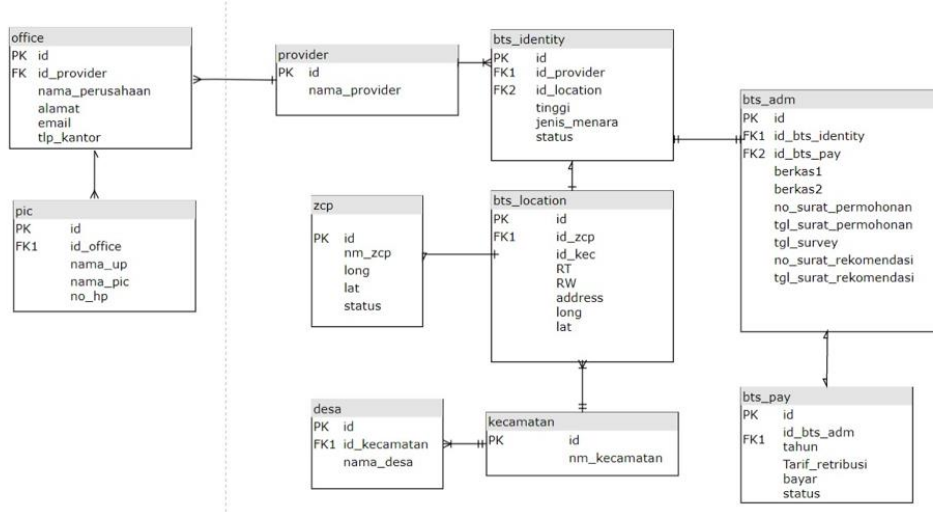 office
PK id
FK id_provider
nama_perusahaan
alamat
email
tlp_kantor
pic
PK id
FK1 id_office
nama_up
nama_pic
no_hp
provider
PK id
nama_provider
bts_identity
PK id
FK1 id_provider
FK2 id_location
tinggi
jenis_menara
status
zcp
PK id
nm_zcp
long
lat
status
bts_location
PK id
FK1 id_zcp
id_kec
RT
RW
address
long
lat
desa
PK id
FK1 id_kecamatan
nama_desa
kecamatan
PK id
nm_kecamatan
bts_adm
PK id
FK1 id_bts_identity
FK2 id_bts_pay
berkas1
berkas2
no_surat_permohonan
tgl_surat_permohonan
tgl_survey
no_surat_rekomendasi
tgl_surat_rekomendasi
bts_pay
PK id
FK1 id_bts_adm
tahun
Tarif_retribusi
bayar
status